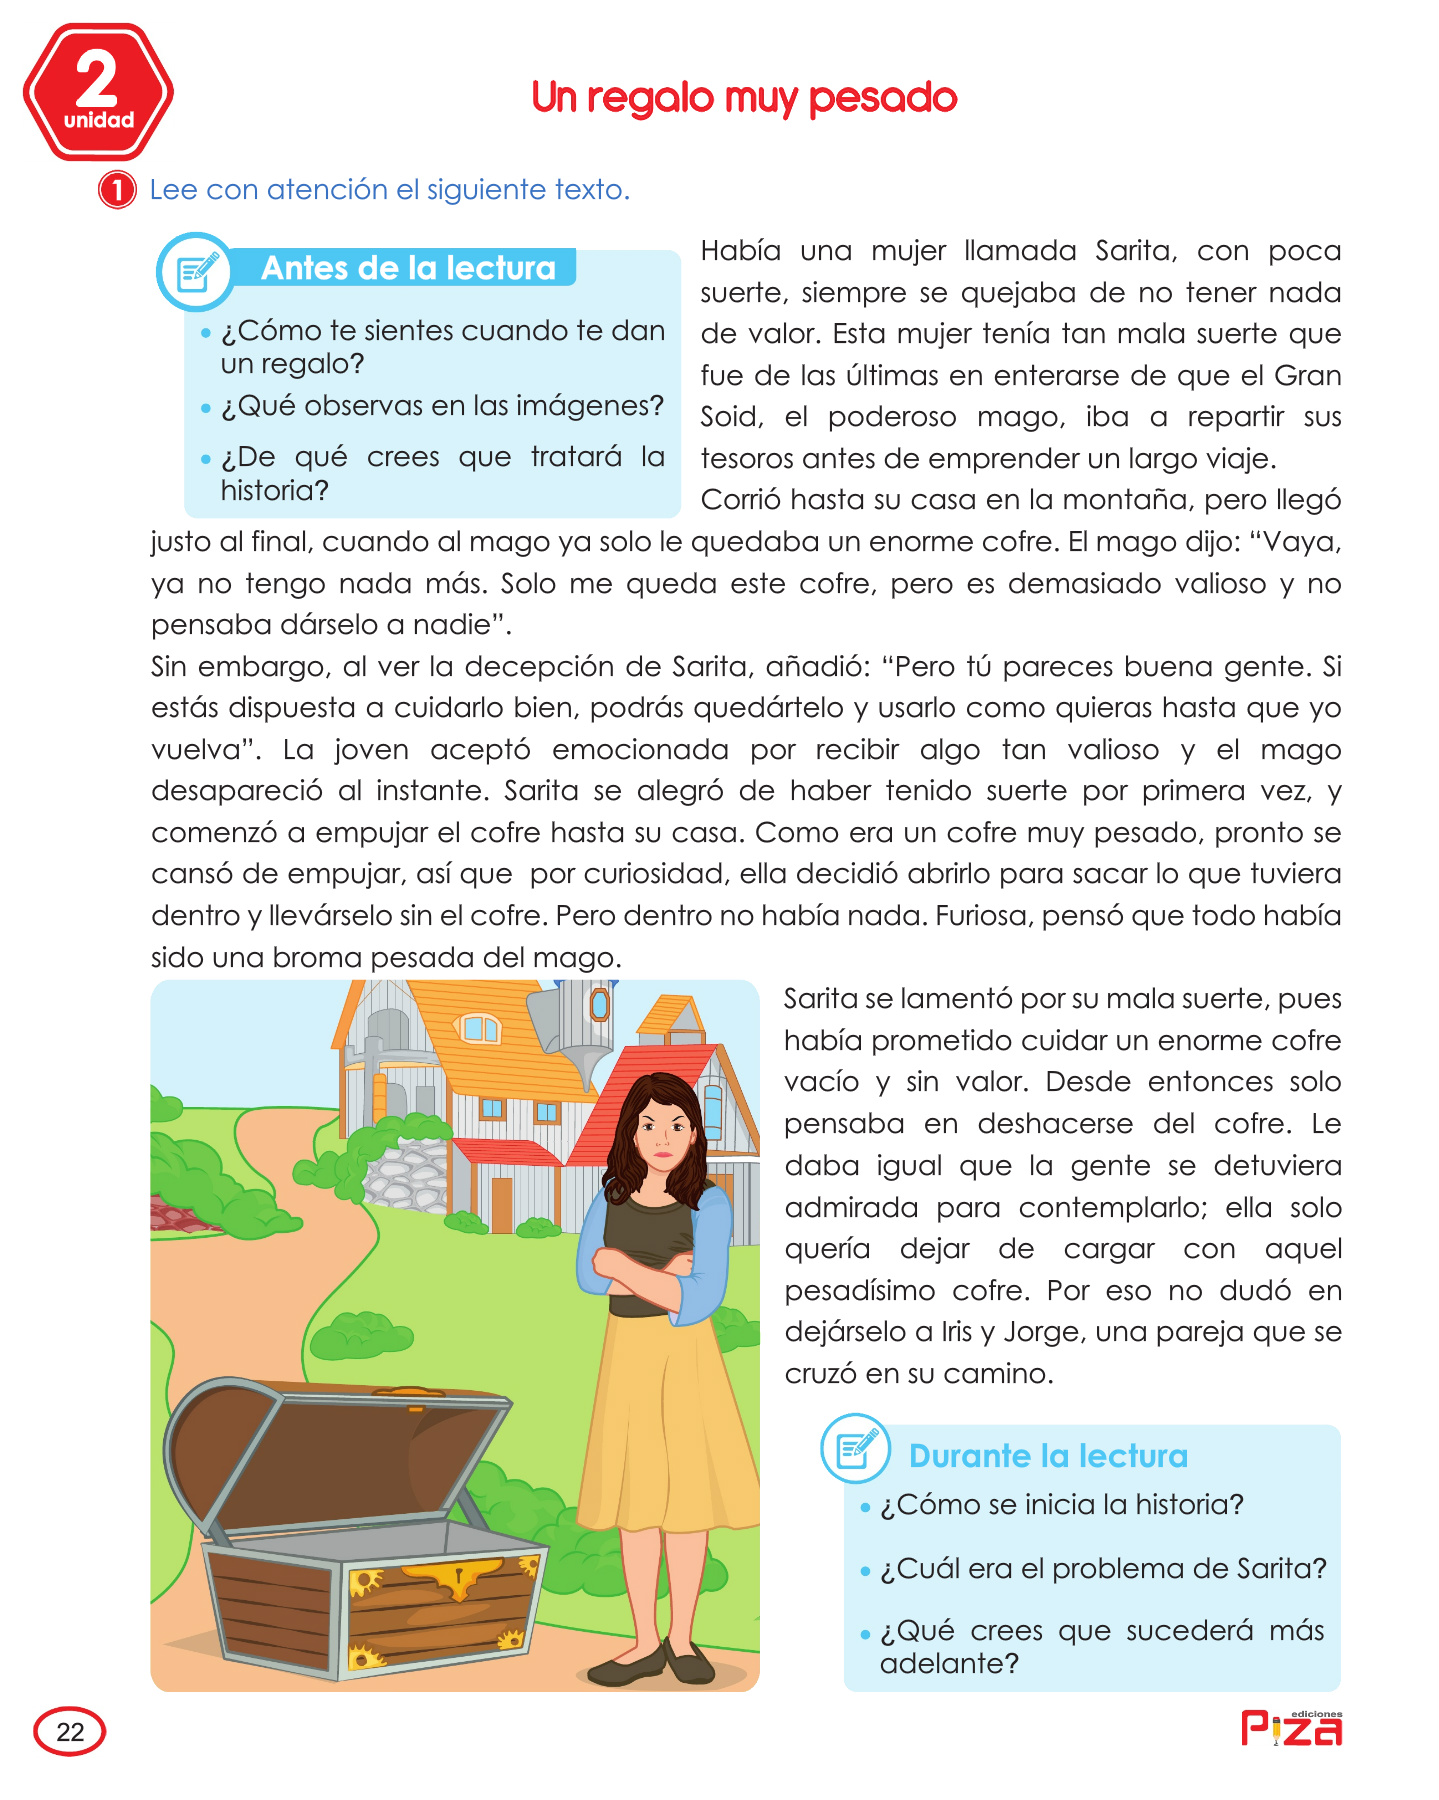 2
unidad
Un regalo muy pesado
1 Lee con atención el siguiente texto.
Antes de la lectura
• ¿Cómo te sientes cuando te dan
un regalo?
• ¿Qué observas en las imágenes?
• ¿De qué crees que tratará la
historia?
Había una mujer llamada Sarita, con poca
suerte, siempre se quejaba de no tener nada
de valor. Esta mujer tenía tan mala suerte que
fue de las últimas en enterarse de que el Gran
Soid, el poderoso mago, iba a repartir sus
tesoros antes de emprender un largo viaje.
Corrió hasta su casa en la montaña, pero llegó
justo al final, cuando al mago ya solo le quedaba un enorme cofre. El mago dijo: “Vaya,
ya no tengo nada más. Solo me queda este cofre, pero es demasiado valioso y no
pensaba dárselo a nadie”.
Sin embargo, al ver la decepción de Sarita, añadió: “Pero tú pareces buena gente. Si
estás dispuesta a cuidarlo bien, podrás quedártelo y usarlo como quieras hasta que yo
vuelva”. La joven aceptó emocionada por recibir algo tan valioso y el mago
desapareció al instante. Sarita se alegró de haber tenido suerte por primera vez, y
comenzó a empujar el cofre hasta su casa. Como era un cofre muy pesado, pronto se
cansó de empujar, así que por curiosidad, ella decidió abrirlo para sacar lo que tuviera
dentro y llevárselo sin el cofre. Pero dentro no había nada. Furiosa, pensó que todo había
sido una broma pesada del mago.
Sarita se lamentó por su mala suerte, pues
había prometido cuidar un enorme cofre
vacío y sin valor. Desde entonces solo
pensaba en deshacerse del cofre. Le
daba igual que la gente se detuviera
admirada para contemplarlo; ella solo
quería dejar de cargar con aquel
pesadísimo cofre. Por eso no dudó en
dejárselo a Iris y Jorge, una pareja que se
cruzó en su camino.
Durante la lectura
• ¿Cómo se inicia la historia?
• ¿Cuál era el problema de Sarita?
• ¿Qué crees que sucederá más
adelante?
22
ediciones
Piza